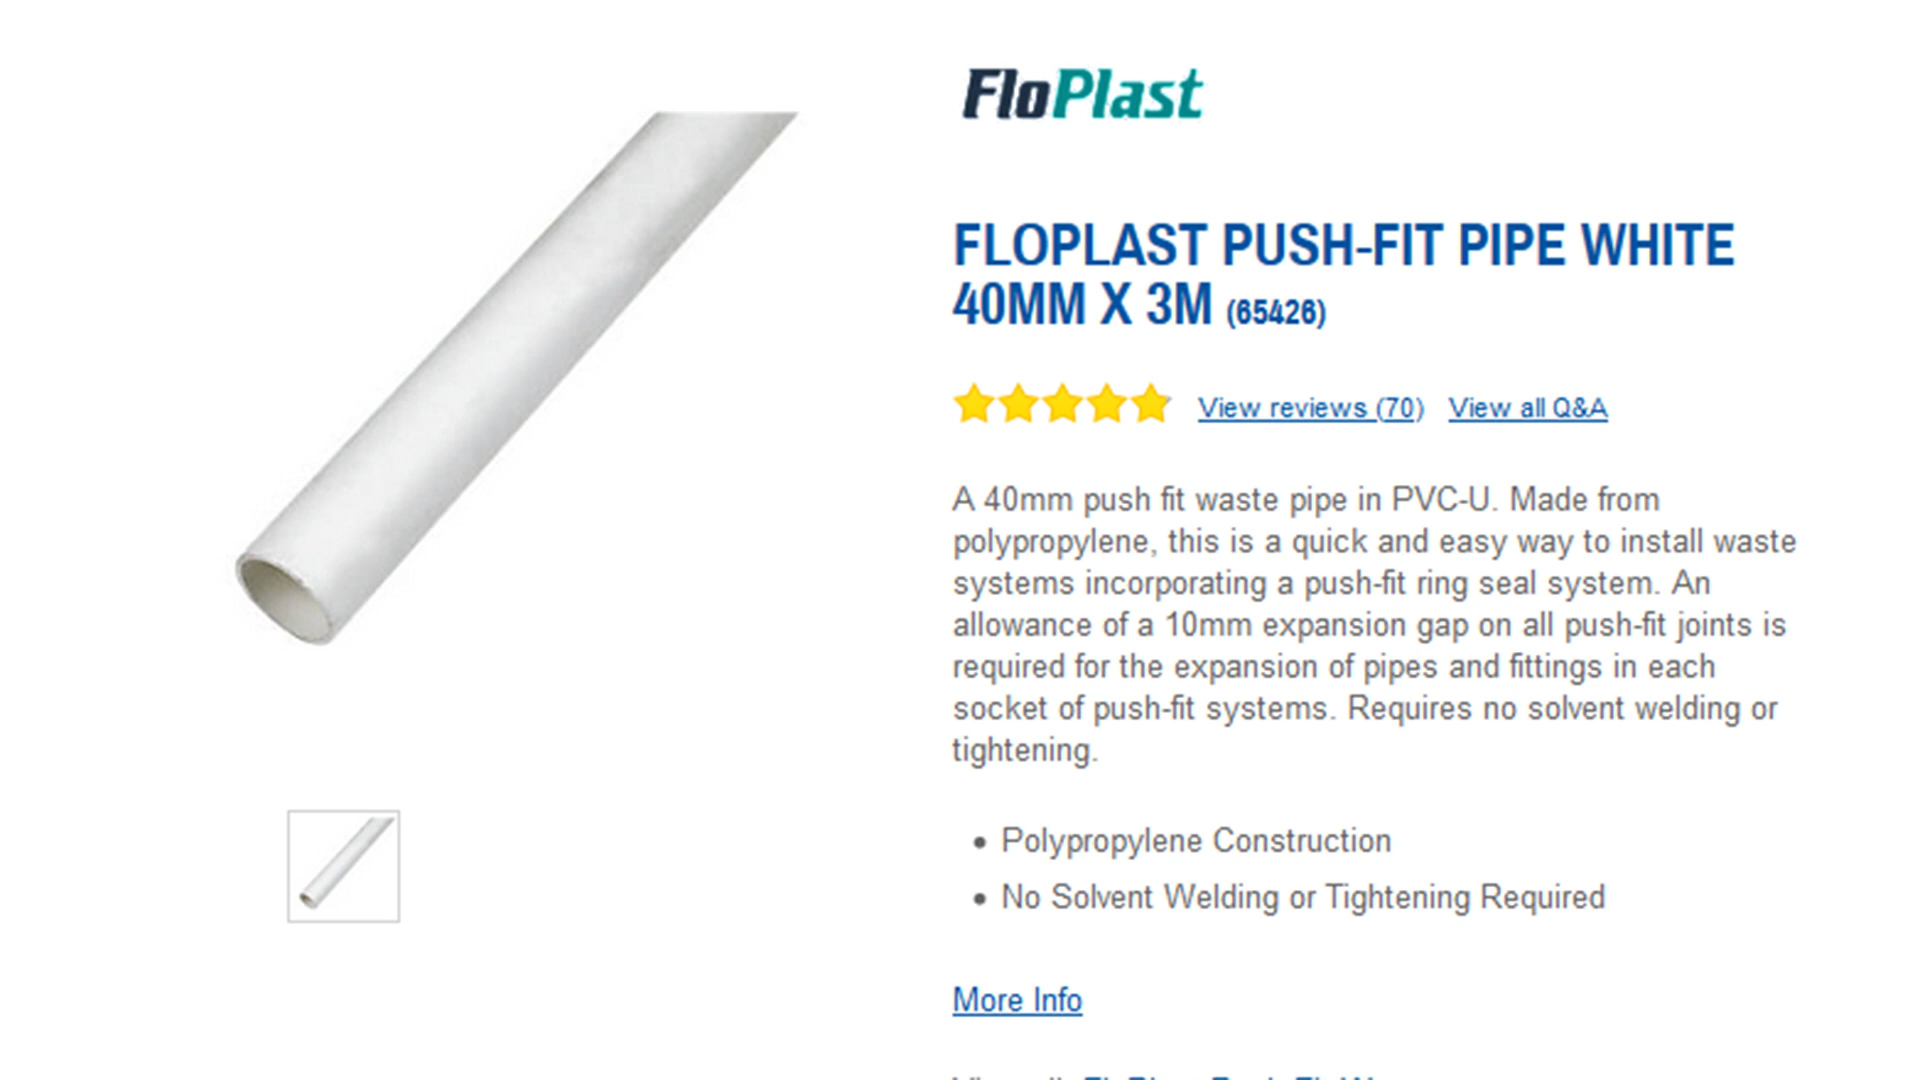 FloPlast
FLOPLAST PUSH-FIT PIPE WHITE
40MM X 3M (65426)
View reviews (70) View all Q&A
A 40mm push fit waste pipe in PVC-U. Made from
polypropylene, this is a quick and easy way to install waste
systems incorporating a push-fit ring seal system. An
allowance of a 10mm expansion gap on all push-fit joints is
required for the expansion of pipes and fittings in each
socket of push-fit systems. Requires no solvent welding or
tightening.
• Polypropylene Construction
• No Solvent Welding or Tightening Required
More Info